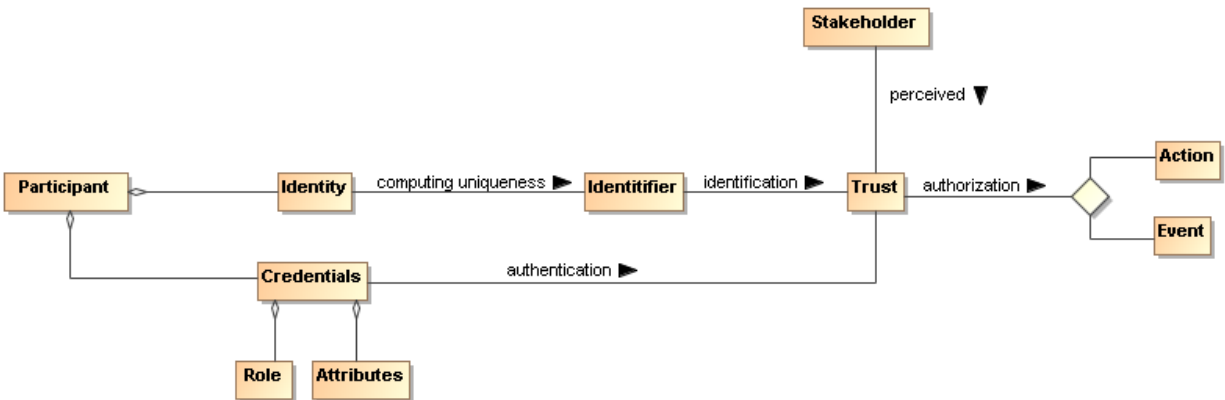 Stakeholder
perceived
Action
Participant
Identity
computing uniqueness
Identitifier
identification
Trust
authorization
Event
Credentials
authentication
Role
Attributes